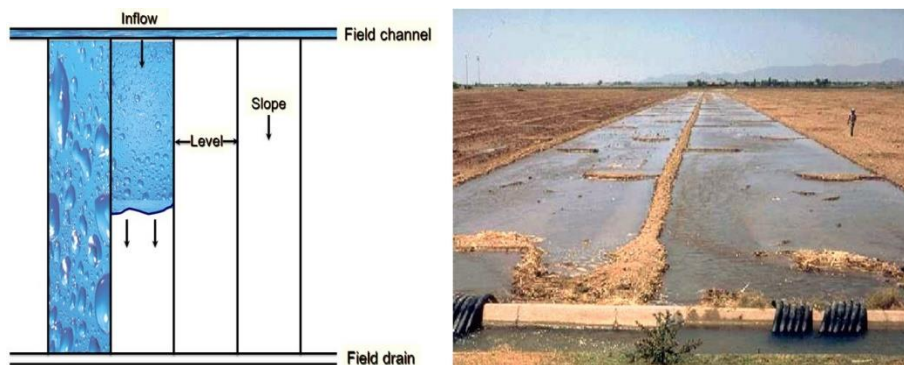 Inflow
Field channel
Slope
Level
Field drain